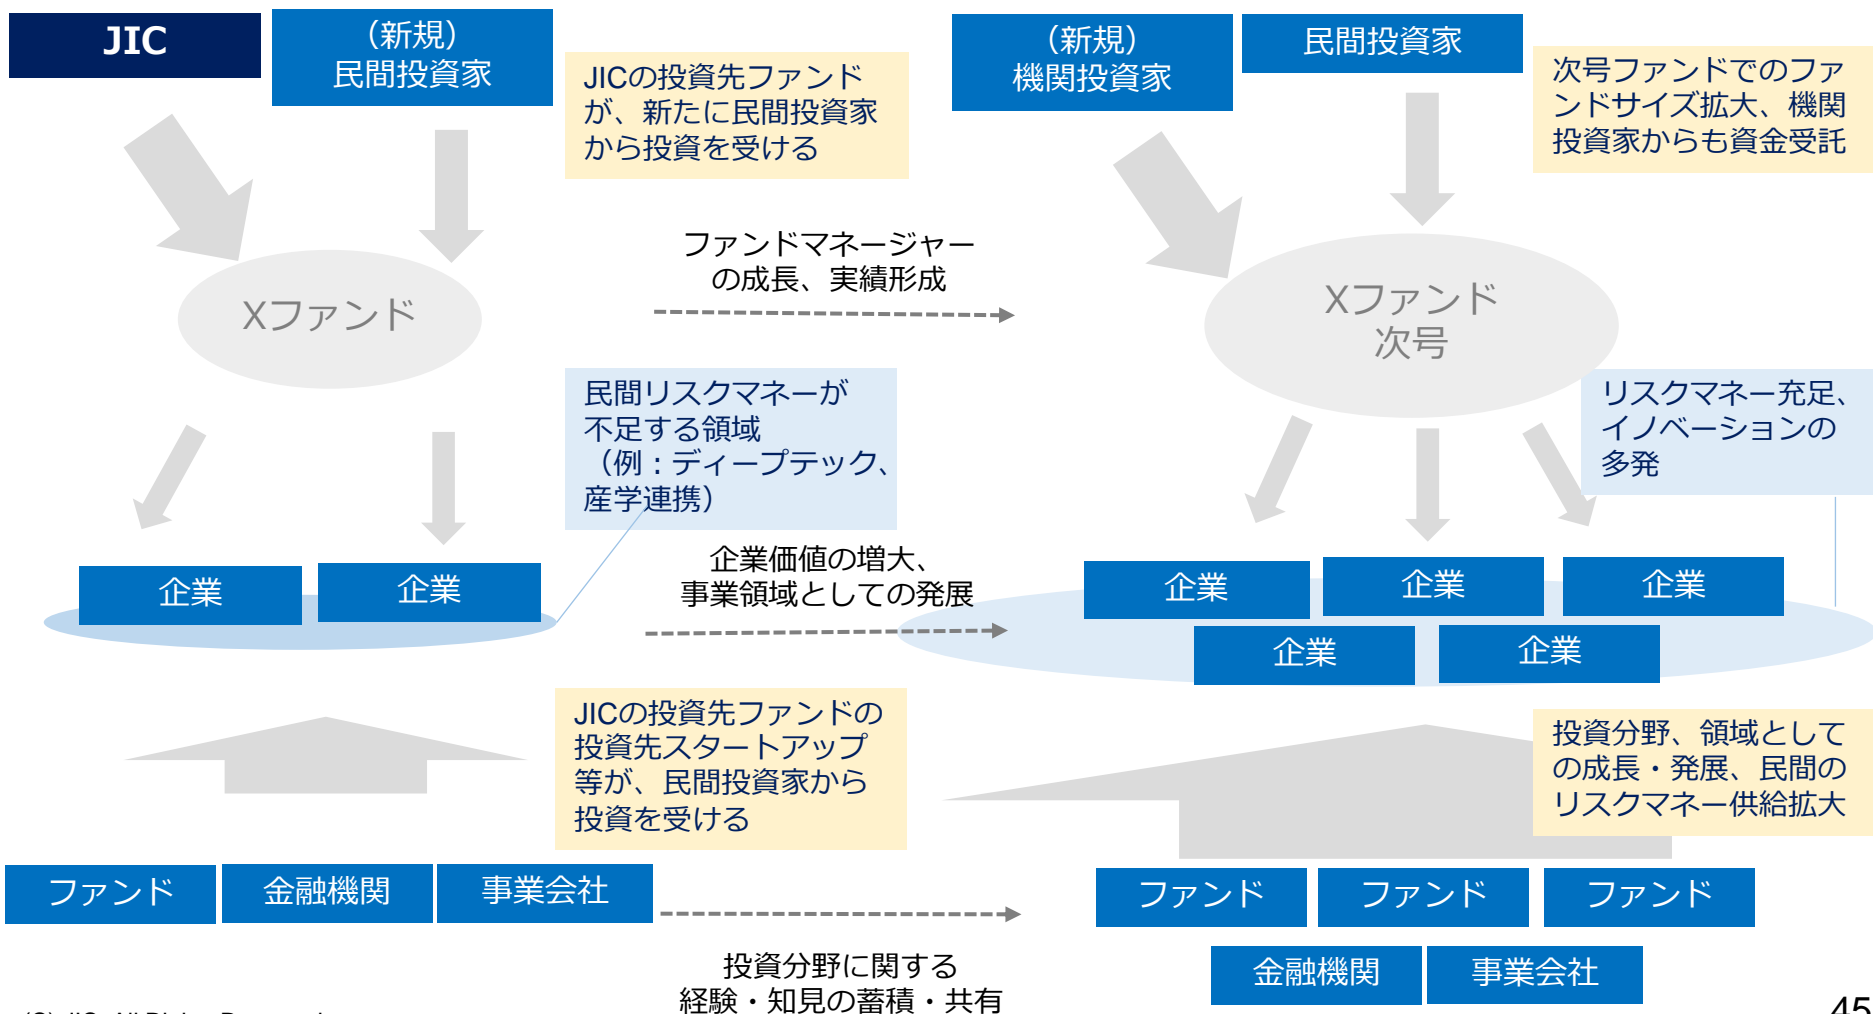 JIC
（新規）
民間投資家
JICの投資先ファンド
が、新たに民間投資家
から投資を受ける
（新規）
機関投資家
民間投資家
次号ファンドでのファ
ンドサイズ拡大、機関
投資家からも資金受託
ファンドマネージャー
の成長、実績形成
Xファンド
Xファンド
次号
民間リスクマネーが
不足する領域
（例：ディープテック、
産学連携）
リスクマネー充足、
イノベーションの
多発
企業
企業
企業価値の増大、
事業領域としての発展
企業
企業
企業
企業
企業
JICの投資先ファンドの
投資先スタートアップ
等が、民間投資家から
投資を受ける
投資分野、領域として
の成長・発展、民間の
リスクマネー供給拡大
ファンド
金融機関
事業会社
ファンド
ファンド
ファンド
金融機関
事業会社
投資分野に関する
経験・知見の蓄積・共有
45